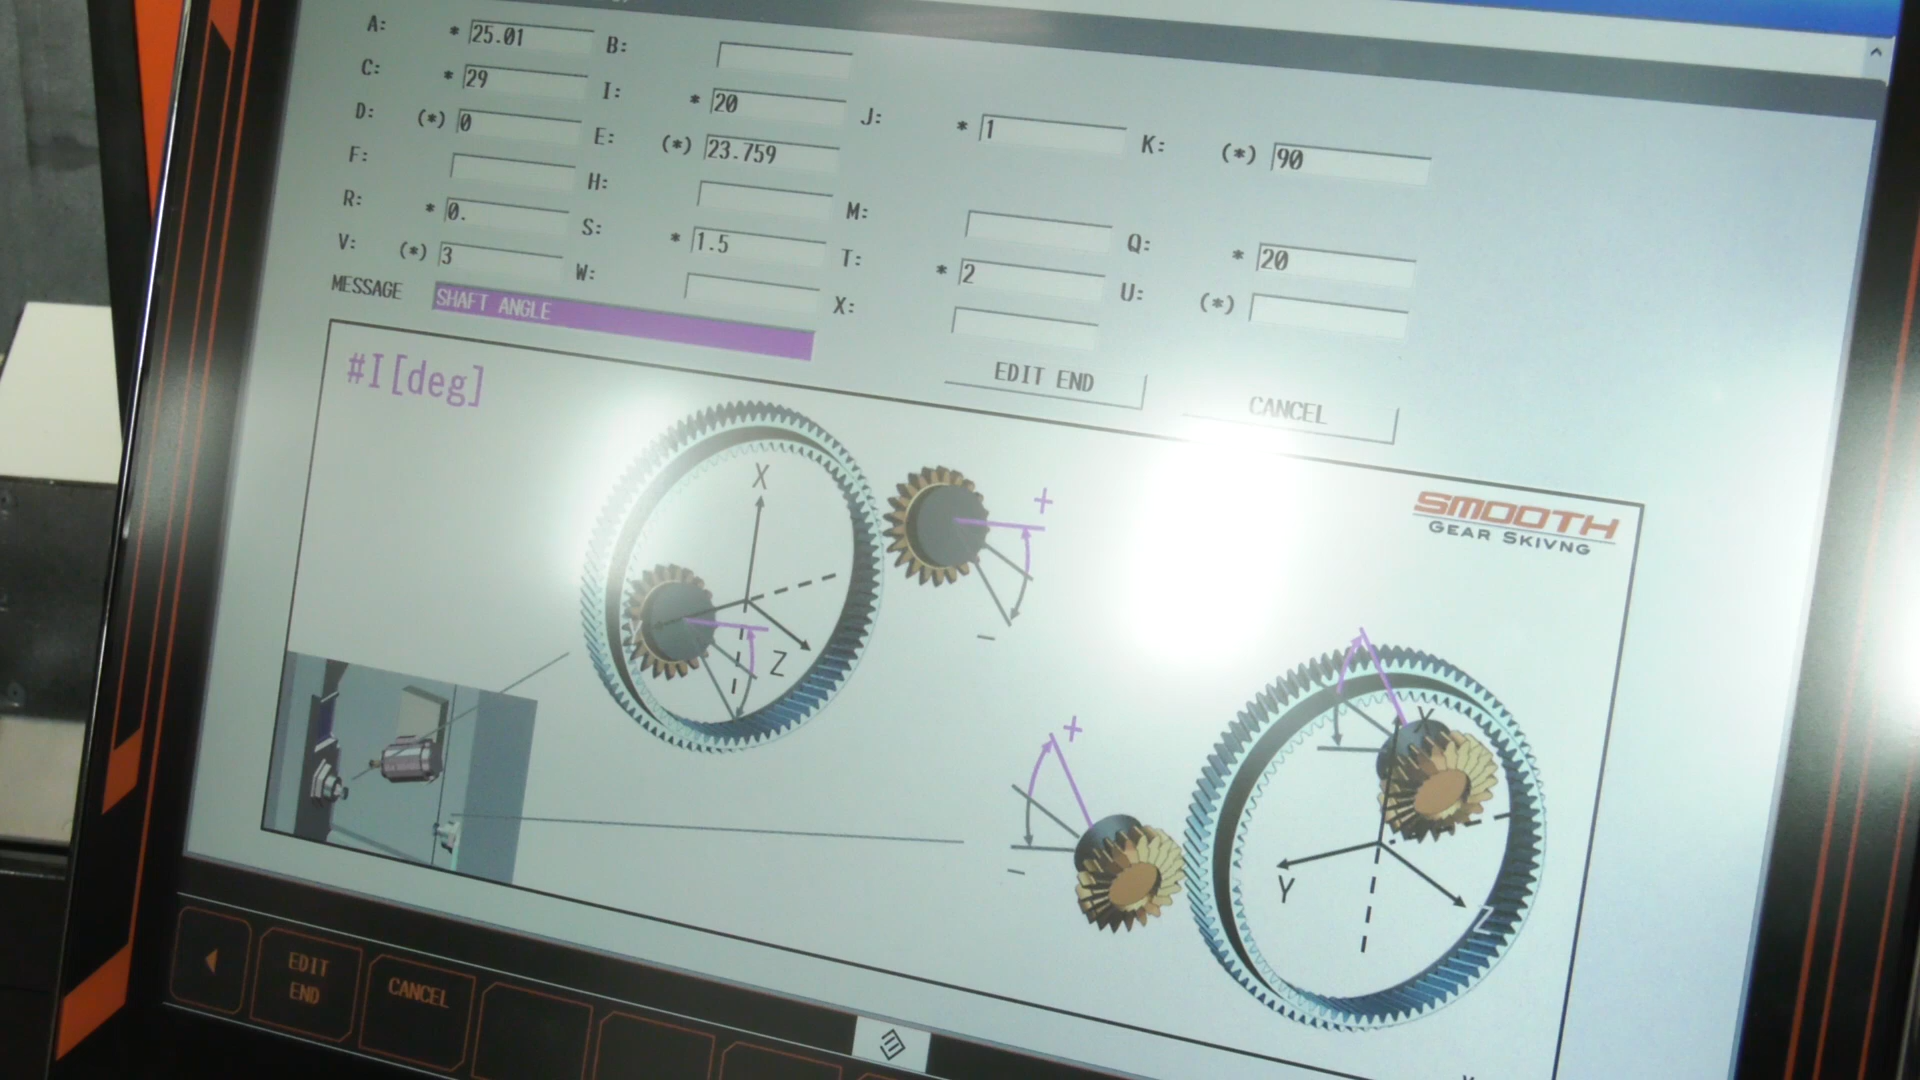 A: * 25.01 B:
C: * 29 I: * 20 J: * 1 K: (*) 90
D: (*) 0 E: (*) 23.759
F: H: M: Q: * 20
R: * 0. S: * 1.5 T: * 2 U: (*)
V: (*) 3 W: X:
MESSAGE SHAFT ANGLE
EDIT END CANCEL
#I[deg]
SMOOTH
GEAR SKIVNG
X
+
-
Z
+
-
X
Y
Z
EDIT
END
CANCEL